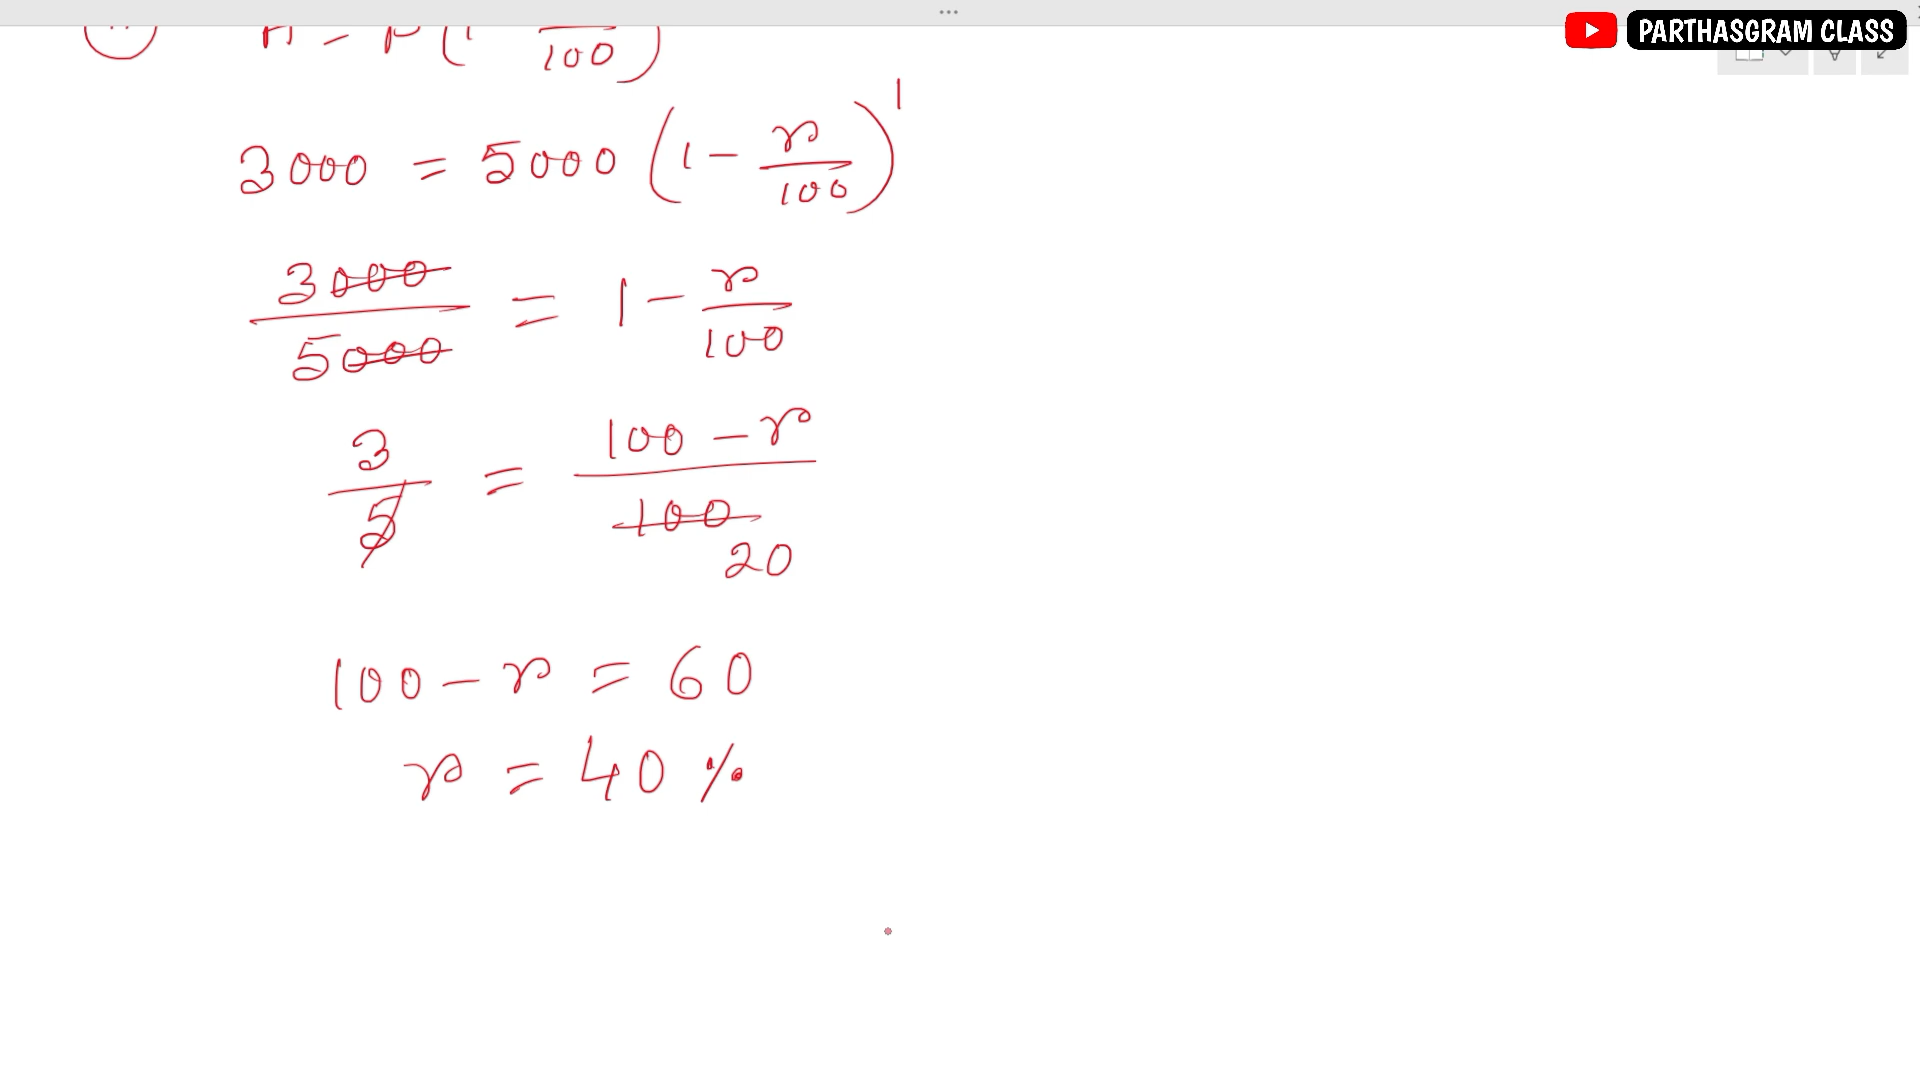 PARTHASGRAM CLASS
100
3000 = 5000 (1 - r/100)^1
3000/5000 = 1 - r/100
3/5 = (100 - r)/100
20
100 - r = 60
r = 40 %